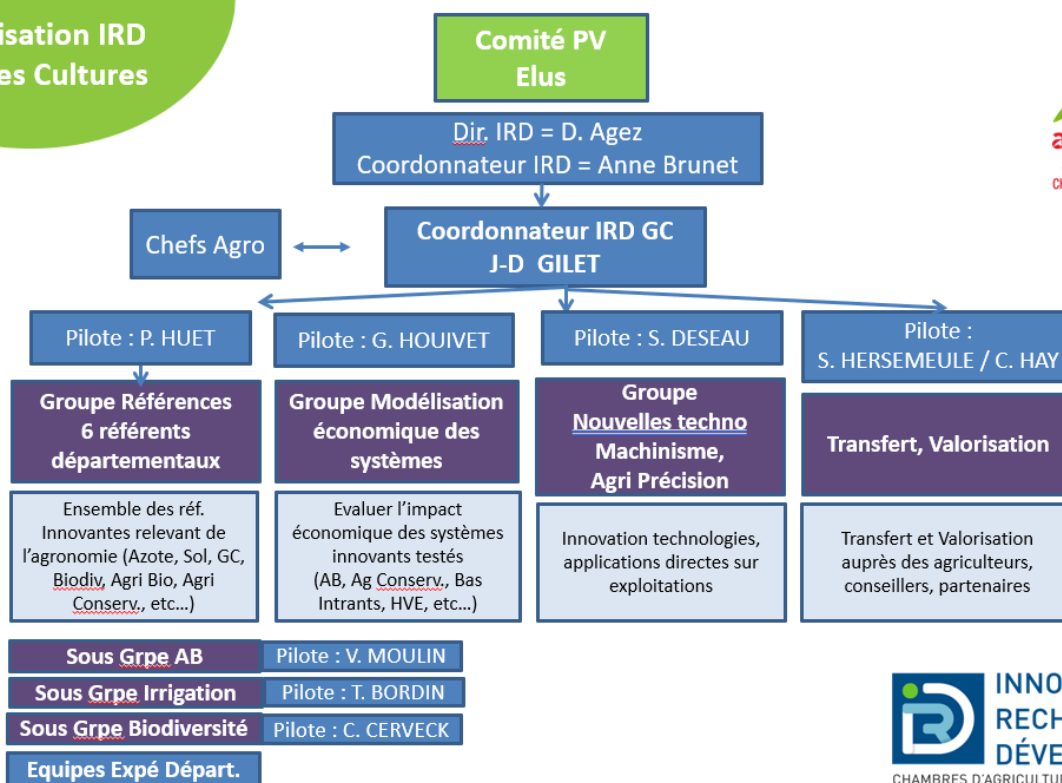 isation IRD
es Cultures
Comité PV
Elus
Dir. IRD = D. Agez
Coordonnateur IRD = Anne Brunet
Chefs Agro
Coordonnateur IRD GC
J-D GILET
Pilote : P. HUET
Pilote : G. HOUIVET
Pilote : S. DESEAU
Pilote :
S. HERSEMEULE / C. HAY
Groupe Références
6 référents
départementaux
Groupe Modélisation
économique des
systèmes
Groupe
Nouvelles techno
Machinisme,
Agri Précision
Transfert, Valorisation
Ensemble des réf.
Innovantes relevant de
l'agronomie (Azote, Sol, GC,
Biodiv, Agri Bio, Agri
Conserv., etc...)
Evaluer l'impact
économique des systèmes
innovants testés
(AB, Ag Conserv., Bas
Intrants, HVE, etc...)
Innovation technologies,
applications directes sur
exploitations
Transfert et Valorisation
auprès des agriculteurs,
conseillers, partenaires
Sous Grpe AB
Pilote : V. MOULIN
Sous Grpe Irrigation
Pilote : T. BORDIN
Sous Grpe Biodiversité
Pilote : C. CERVECK
Equipes Expé Départ.
INNO
RECH
DÉVE
CHAMBRES D'AGRICULTU